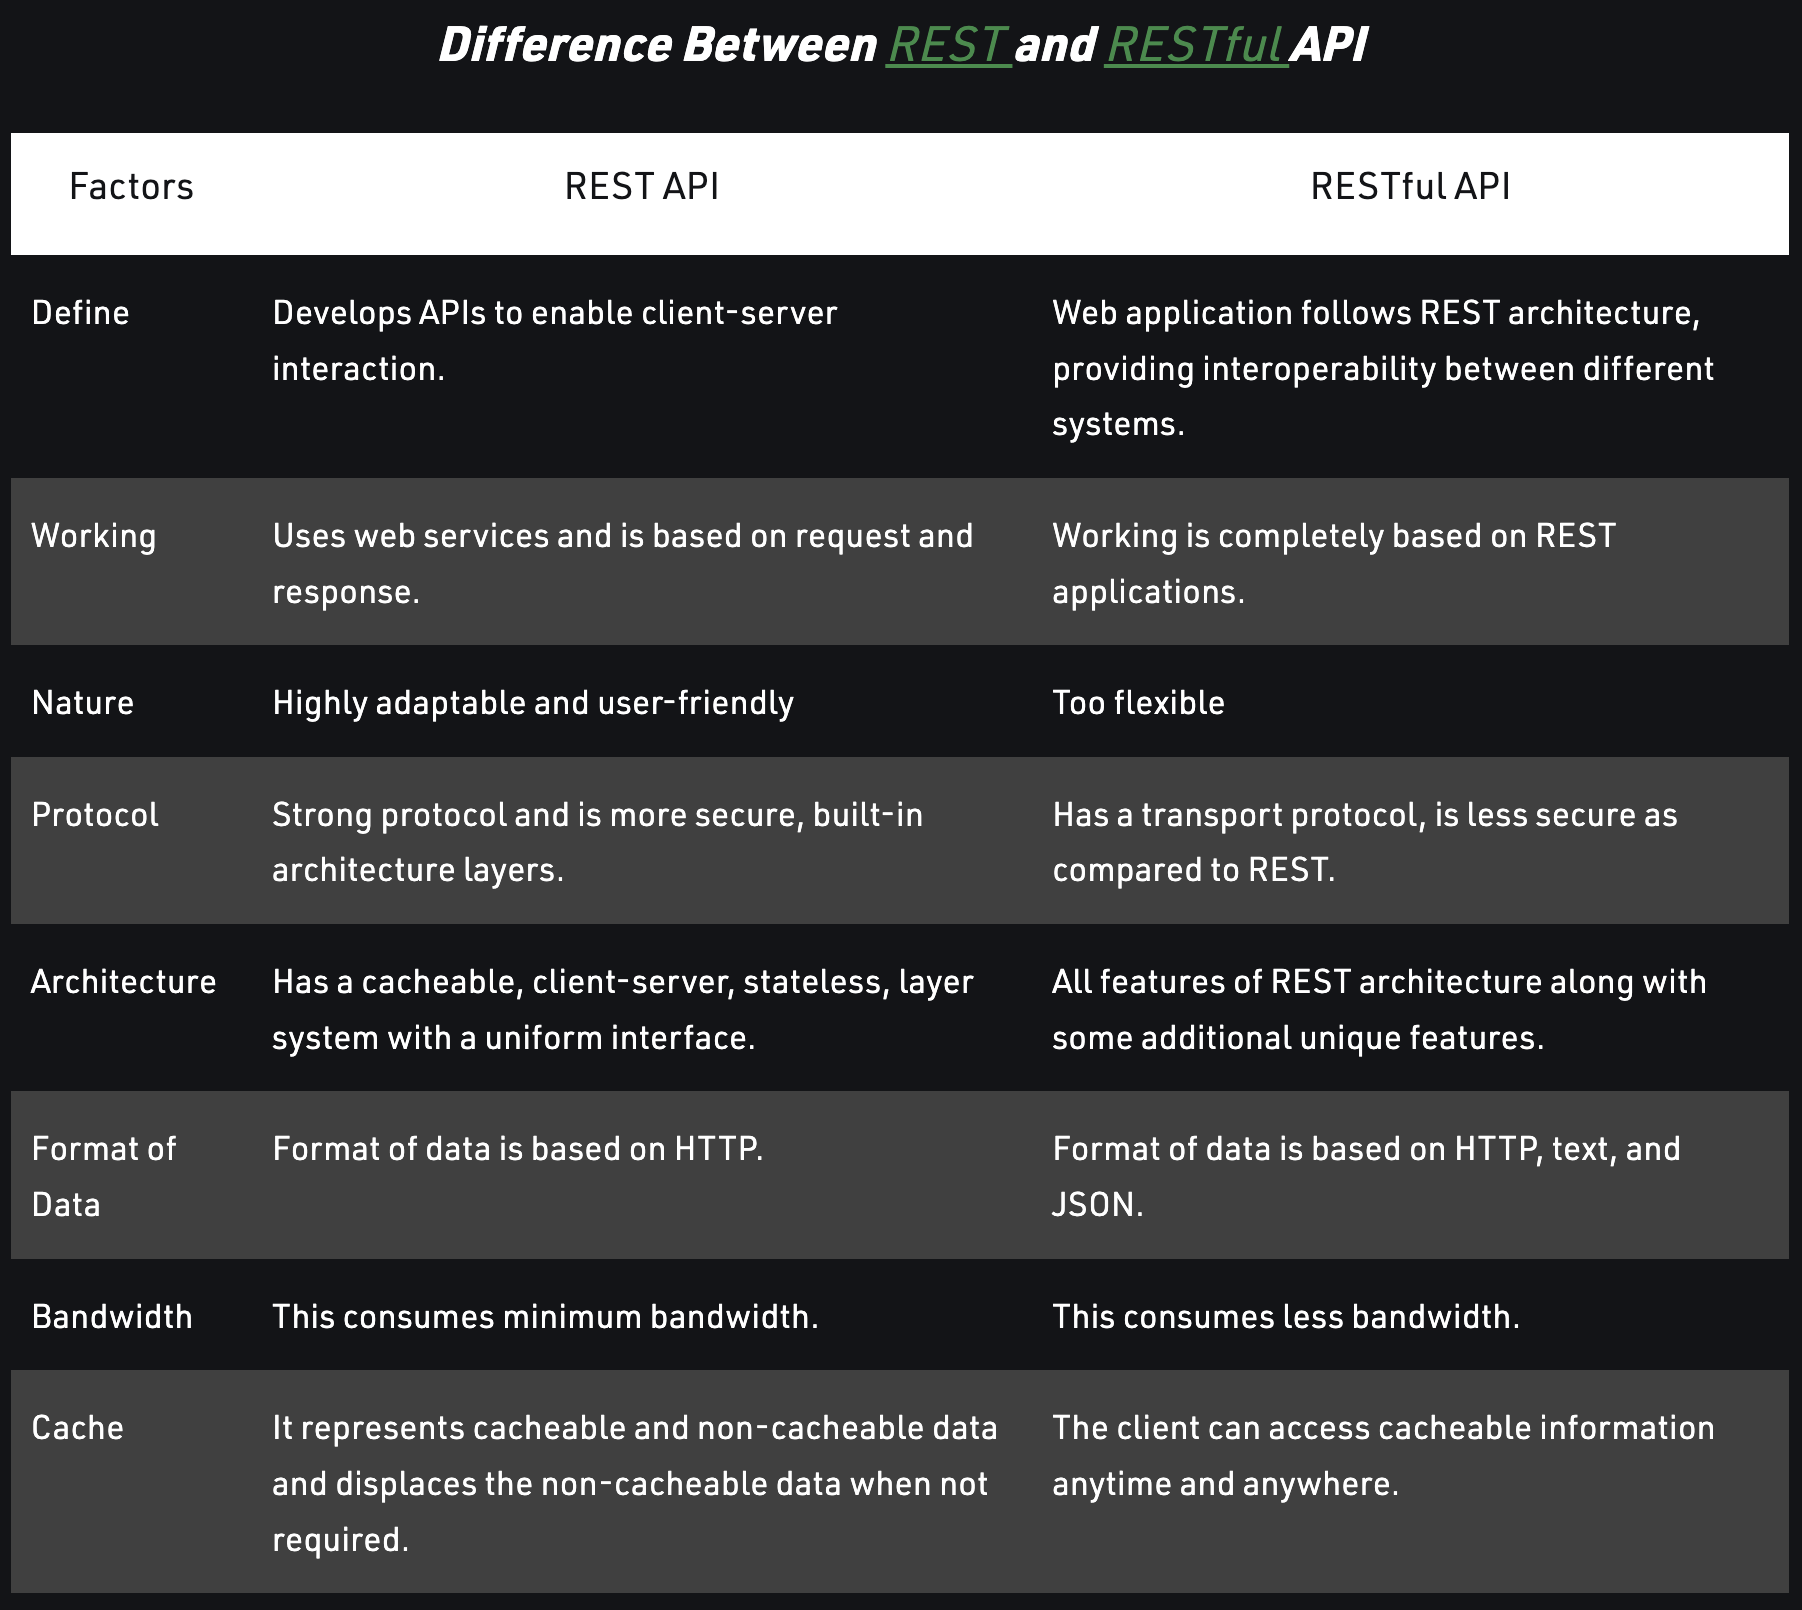 Difference Between REST and RESTful API
Factors REST API RESTful API
Define Develops APIs to enable client-server Web application follows REST architecture,
interaction. providing interoperability between different
systems.
Working Uses web services and is based on request and Working is completely based on REST
response. applications.
Nature Highly adaptable and user-friendly Too flexible
Protocol Strong protocol and is more secure, built-in Has a transport protocol, is less secure as
architecture layers. compared to REST.
Architecture Has a cacheable, client-server, stateless, layer All features of REST architecture along with
system with a uniform interface. some additional unique features.
Format of Format of data is based on HTTP. Format of data is based on HTTP, text, and
Data JSON.
Bandwidth This consumes minimum bandwidth. This consumes less bandwidth.
Cache It represents cacheable and non-cacheable data The client can access cacheable information
and displaces the non-cacheable data when not anytime and anywhere.
required.